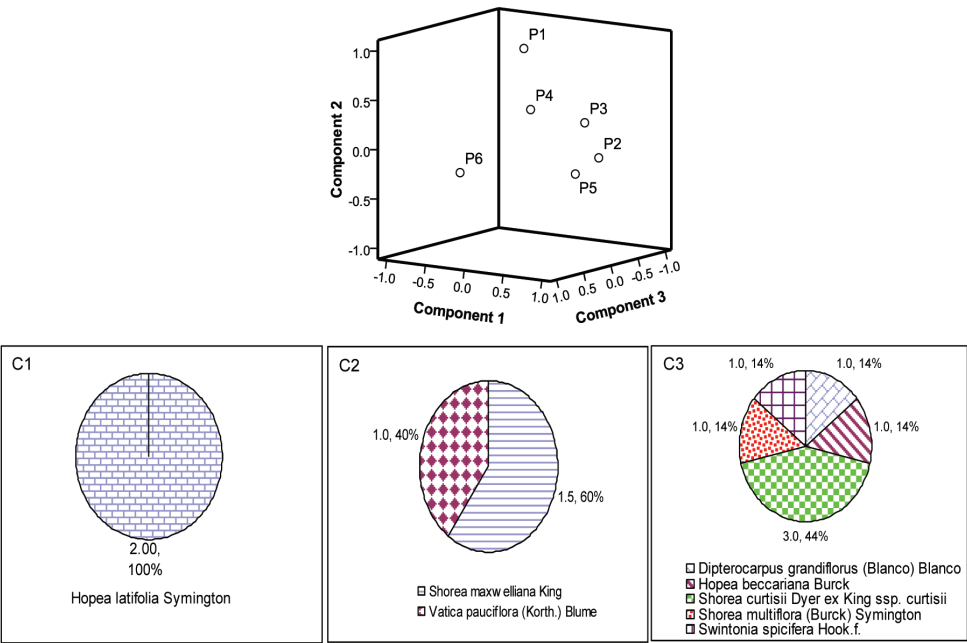 P1
1.0
P4
0.5
P3
Component 2
0.0
P2
P6
P5
-0.5
-1.0
-1.0
-0.5
0.0
0.5
1.0
1.0
0.5
0.0
-0.5
-1.0
Component 1
Component 3
C1
2.00,
100%
Hopea latifolia Symington
C2
1.0, 40%
1.5, 60%
Shorea maxw elliana King
Vatica pauciflora (Korth.) Blume
C3
1.0, 14%
1.0, 14%
1.0, 14%
1.0, 14%
3.0, 44%
Dipterocarpus grandiflorus (Blanco) Blanco
Hopea beccariana Burck
Shorea curtisii Dyer ex King ssp. curtisii
Shorea multiflora (Burck) Symington
Swintonia spicifera Hook.f.